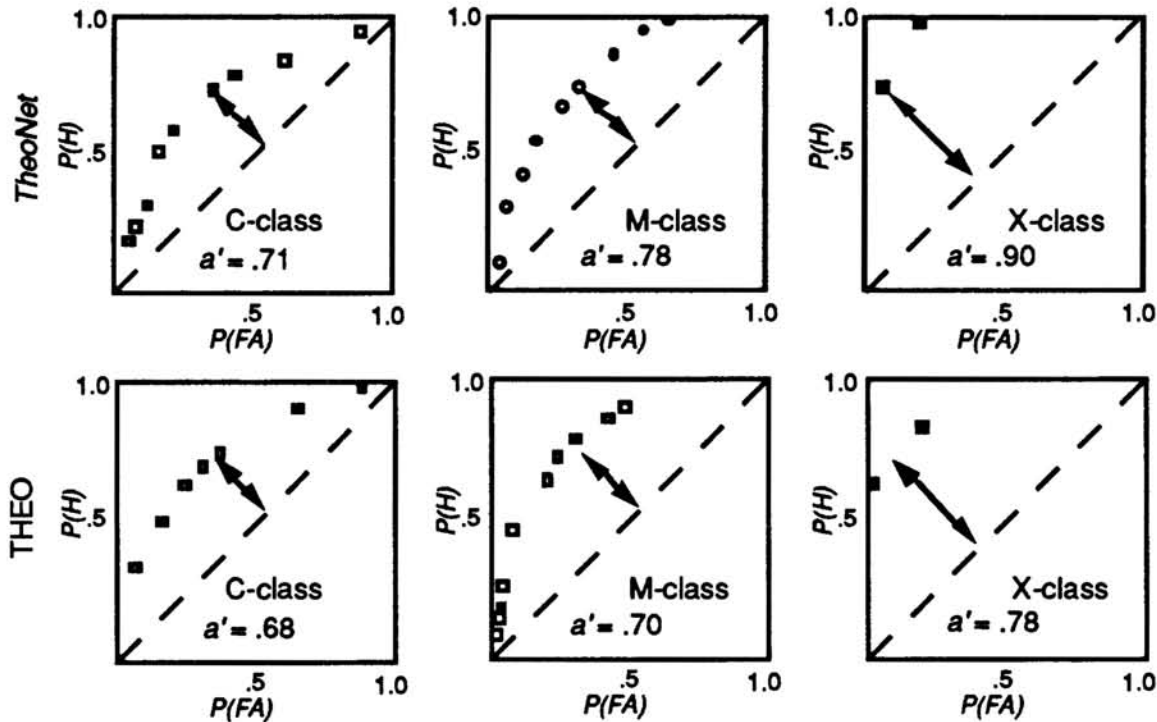 TheoNet
1.0
P(H)
.5
C-class
a' = .71
.5
1.0
P(FA)
1.0
P(H)
.5
M-class
a' = .78
.5
1.0
P(FA)
1.0
P(H)
.5
X-class
a' = .90
.5
1.0
P(FA)
THEO
1.0
P(H)
.5
C-class
a' = .68
.5
1.0
P(FA)
1.0
P(H)
.5
M-class
a' = .70
.5
1.0
P(FA)
1.0
P(H)
.5
X-class
a' = .78
.5
1.0
P(FA)